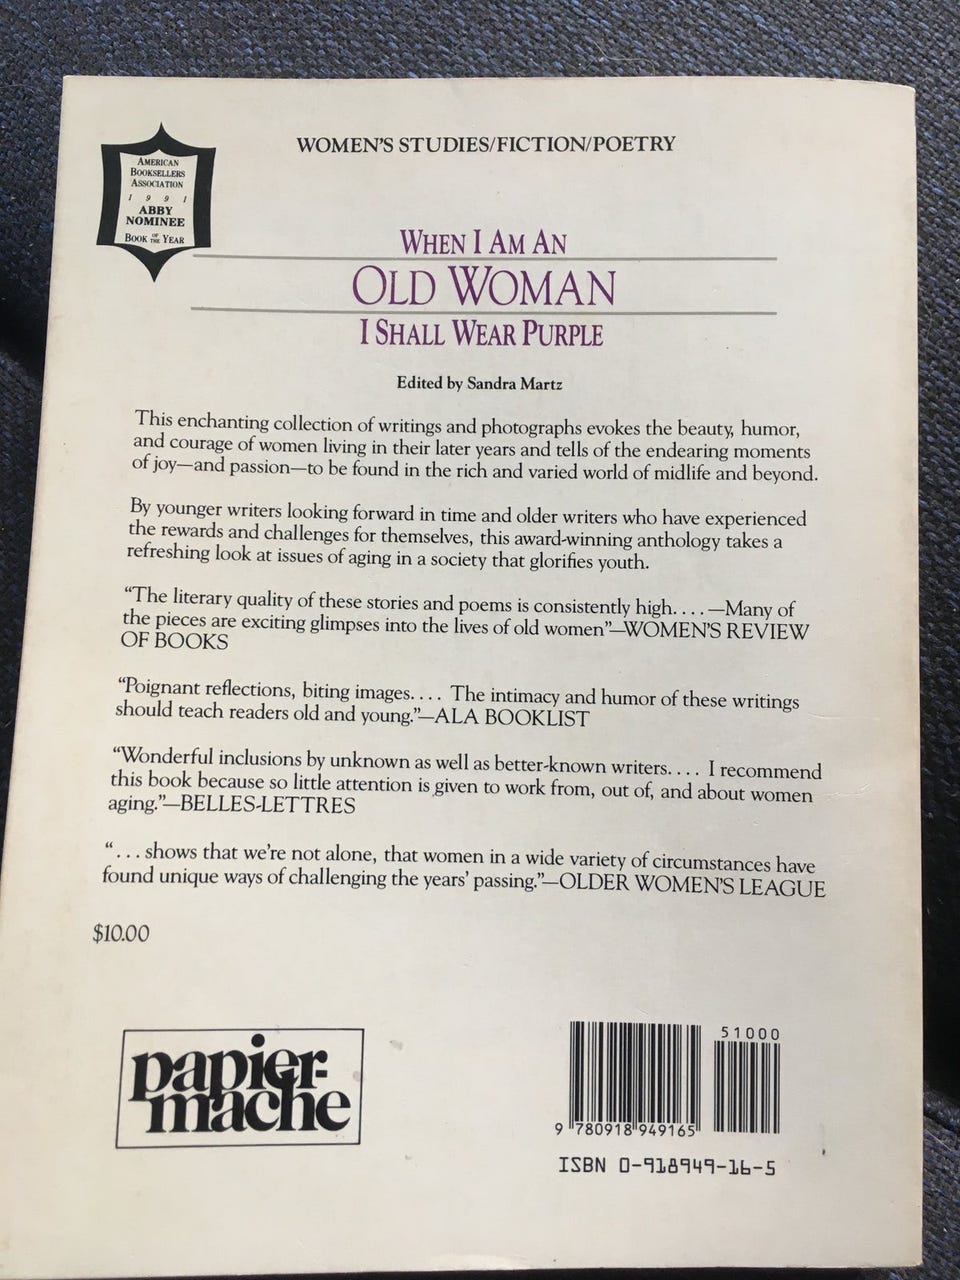 AMERICAN
BOOKSELLERS
ASSOCIATION
1 9 9 1
ABBY
NOMINEE
BOOK OF THE YEAR
WOMEN'S STUDIES/FICTION/POETRY
WHEN I AM AN
OLD WOMAN
I SHALL WEAR PURPLE
Edited by Sandra Martz
This enchanting collection of writings and photographs evokes the beauty, humor,
and courage of women living in their later years and tells of the endearing moments
of joy—and passion—to be found in the rich and varied world of midlife and beyond.
By younger writers looking forward in time and older writers who have experienced
the rewards and challenges for themselves, this award-winning anthology takes a
refreshing look at issues of aging in a society that glorifies youth.
“The literary quality of these stories and poems is consistently high. . . . —Many of
the pieces are exciting glimpses into the lives of old women”—WOMEN'S REVIEW
OF BOOKS
“Poignant reflections, biting images. . . . The intimacy and humor of these writings
should teach readers old and young.”—ALA BOOKLIST
“Wonderful inclusions by unknown as well as better-known writers. . . . I recommend
this book because so little attention is given to work from, out of, and about women
aging.”—BELLES-LETTRES
“. . . shows that we're not alone, that women in a wide variety of circumstances have
found unique ways of challenging the years' passing.”—OLDER WOMEN'S LEAGUE
$10.00
papier-
mache
51000
9 780918 949165
ISBN 0-918949-16-5